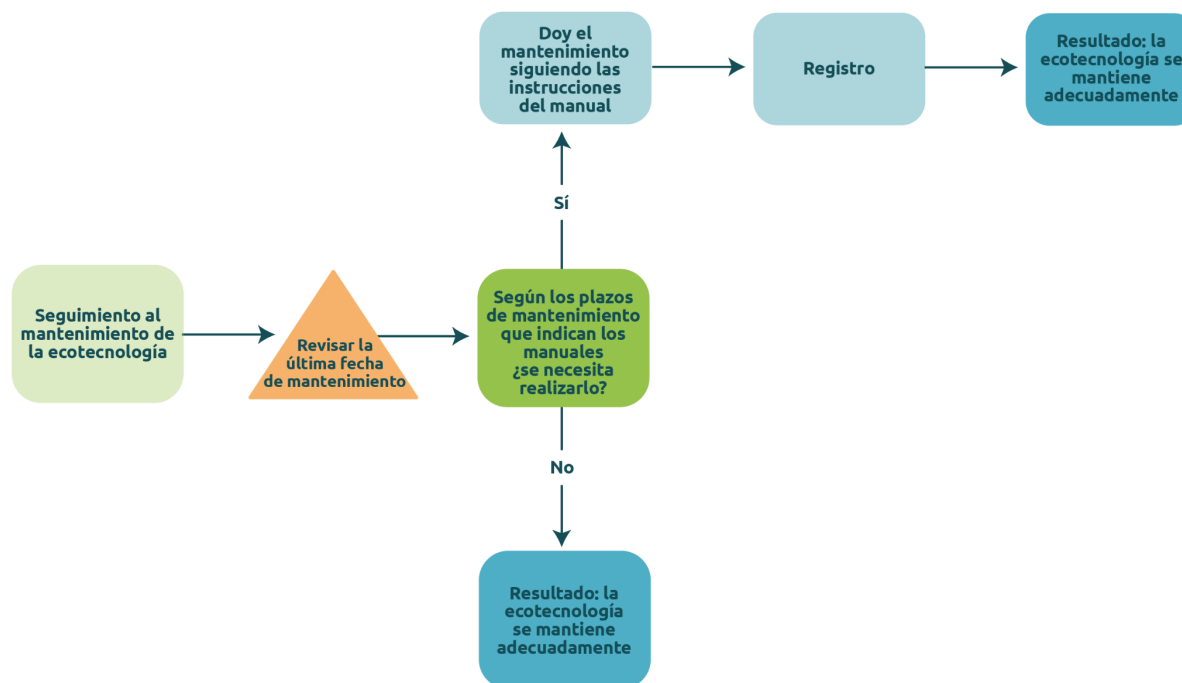 Doy el
mantenimiento
siguiendo las
instrucciones
del manual
Registro
Resultado: la
ecotecnología se
mantiene
adecuadamente
Sí
Seguimiento al
mantenimiento de
la ecotecnología
Revisar la
última fecha
de mantenimiento
Según los plazos
de mantenimiento
que indican los
manuales
¿se necesita
realizarlo?
No
Resultado: la
ecotecnología
se mantiene
adecuadamente